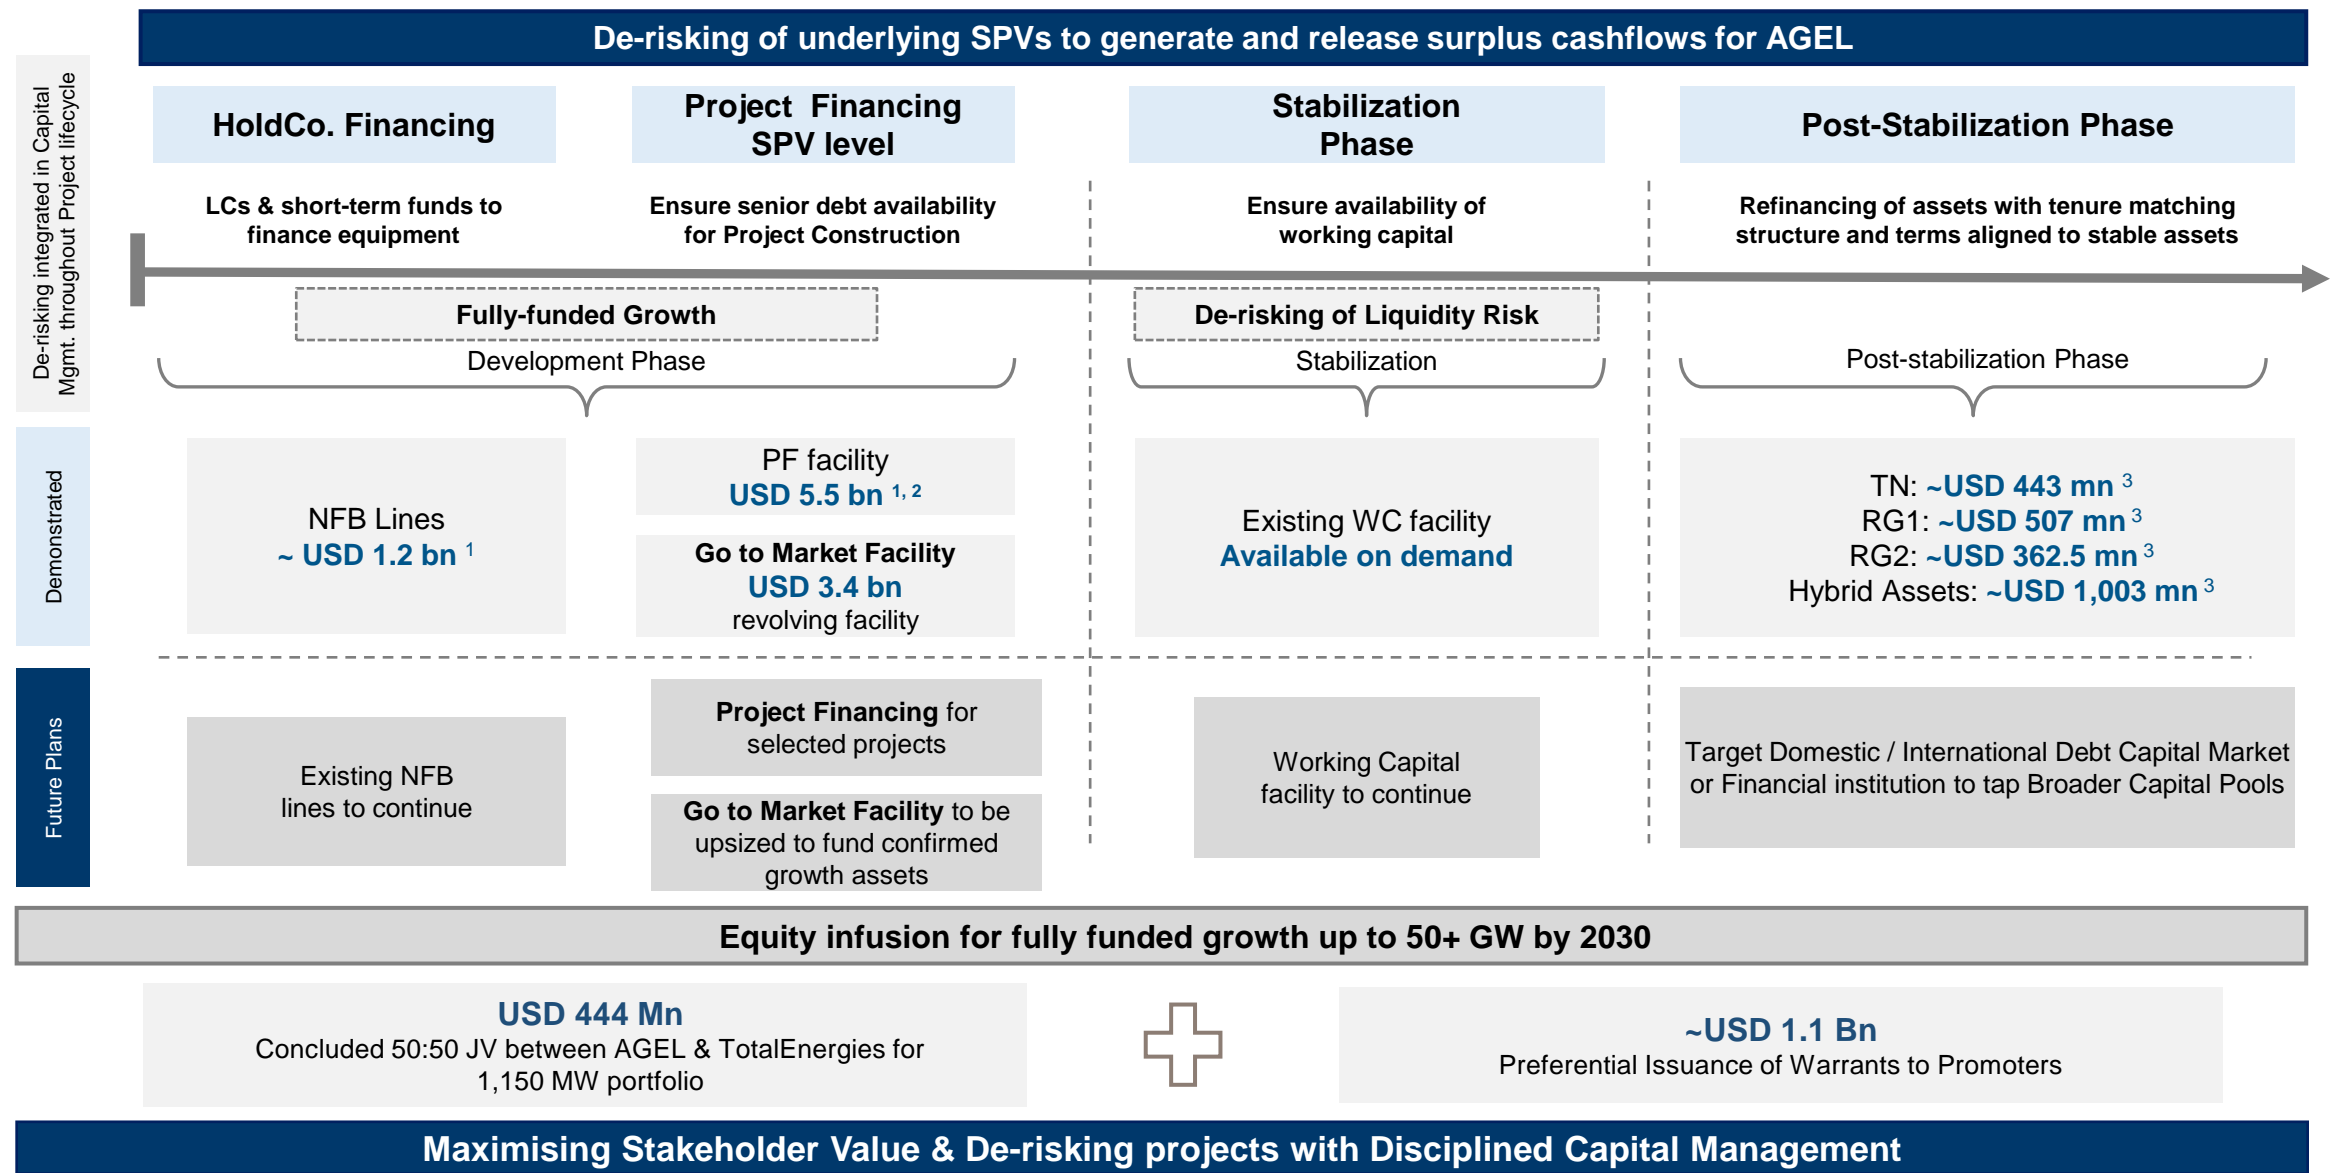 De-risking of underlying SPVs to generate and release surplus cashflows for AGEL
De-risking integrated in Capital
Mgmt. throughout Project lifecycle
HoldCo. Financing
Project Financing
SPV level
Stabilization
Phase
Post-Stabilization Phase
LCs & short-term funds to
finance equipment
Ensure senior debt availability
for Project Construction
Ensure availability of
working capital
Refinancing of assets with tenure matching
structure and terms aligned to stable assets
Fully-funded Growth
De-risking of Liquidity Risk
Development Phase
Stabilization
Post-stabilization Phase
Demonstrated
NFB Lines
~ USD 1.2 bn 1
PF facility
USD 5.5 bn 1, 2
Go to Market Facility
USD 3.4 bn
revolving facility
Existing WC facility
Available on demand
TN: ~USD 443 mn 3
RG1: ~USD 507 mn 3
RG2: ~USD 362.5 mn 3
Hybrid Assets: ~USD 1,003 mn 3
Future Plans
Existing NFB
lines to continue
Project Financing for
selected projects
Go to Market Facility to be
upsized to fund confirmed
growth assets
Working Capital
facility to continue
Target Domestic / International Debt Capital Market
or Financial institution to tap Broader Capital Pools
Equity infusion for fully funded growth up to 50+ GW by 2030
USD 444 Mn
Concluded 50:50 JV between AGEL & TotalEnergies for
1,150 MW portfolio
~USD 1.1 Bn
Preferential Issuance of Warrants to Promoters
Maximising Stakeholder Value & De-risking projects with Disciplined Capital Management